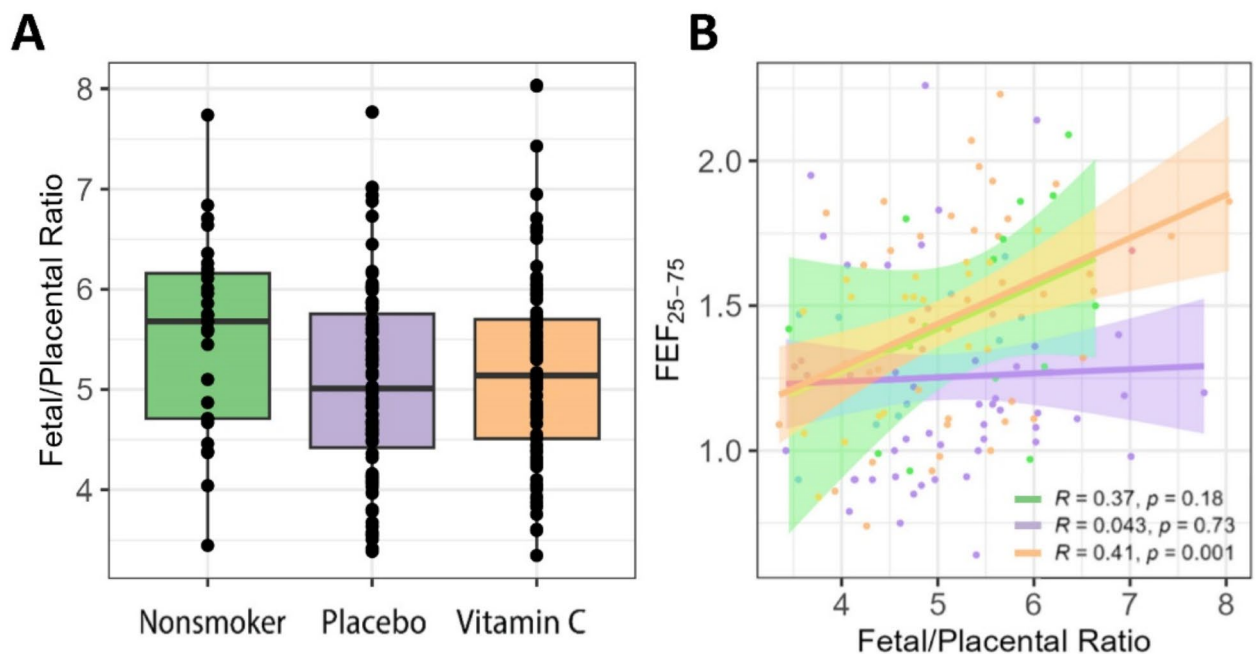 A
Fetal/Placental Ratio
8
7
6
5
4
Nonsmoker Placebo Vitamin C
B
FEF25-75
2.0
1.5
1.0
R = 0.37, p = 0.18
R = 0.043, p = 0.73
R = 0.41, p = 0.001
4 5 6 7 8
Fetal/Placental Ratio